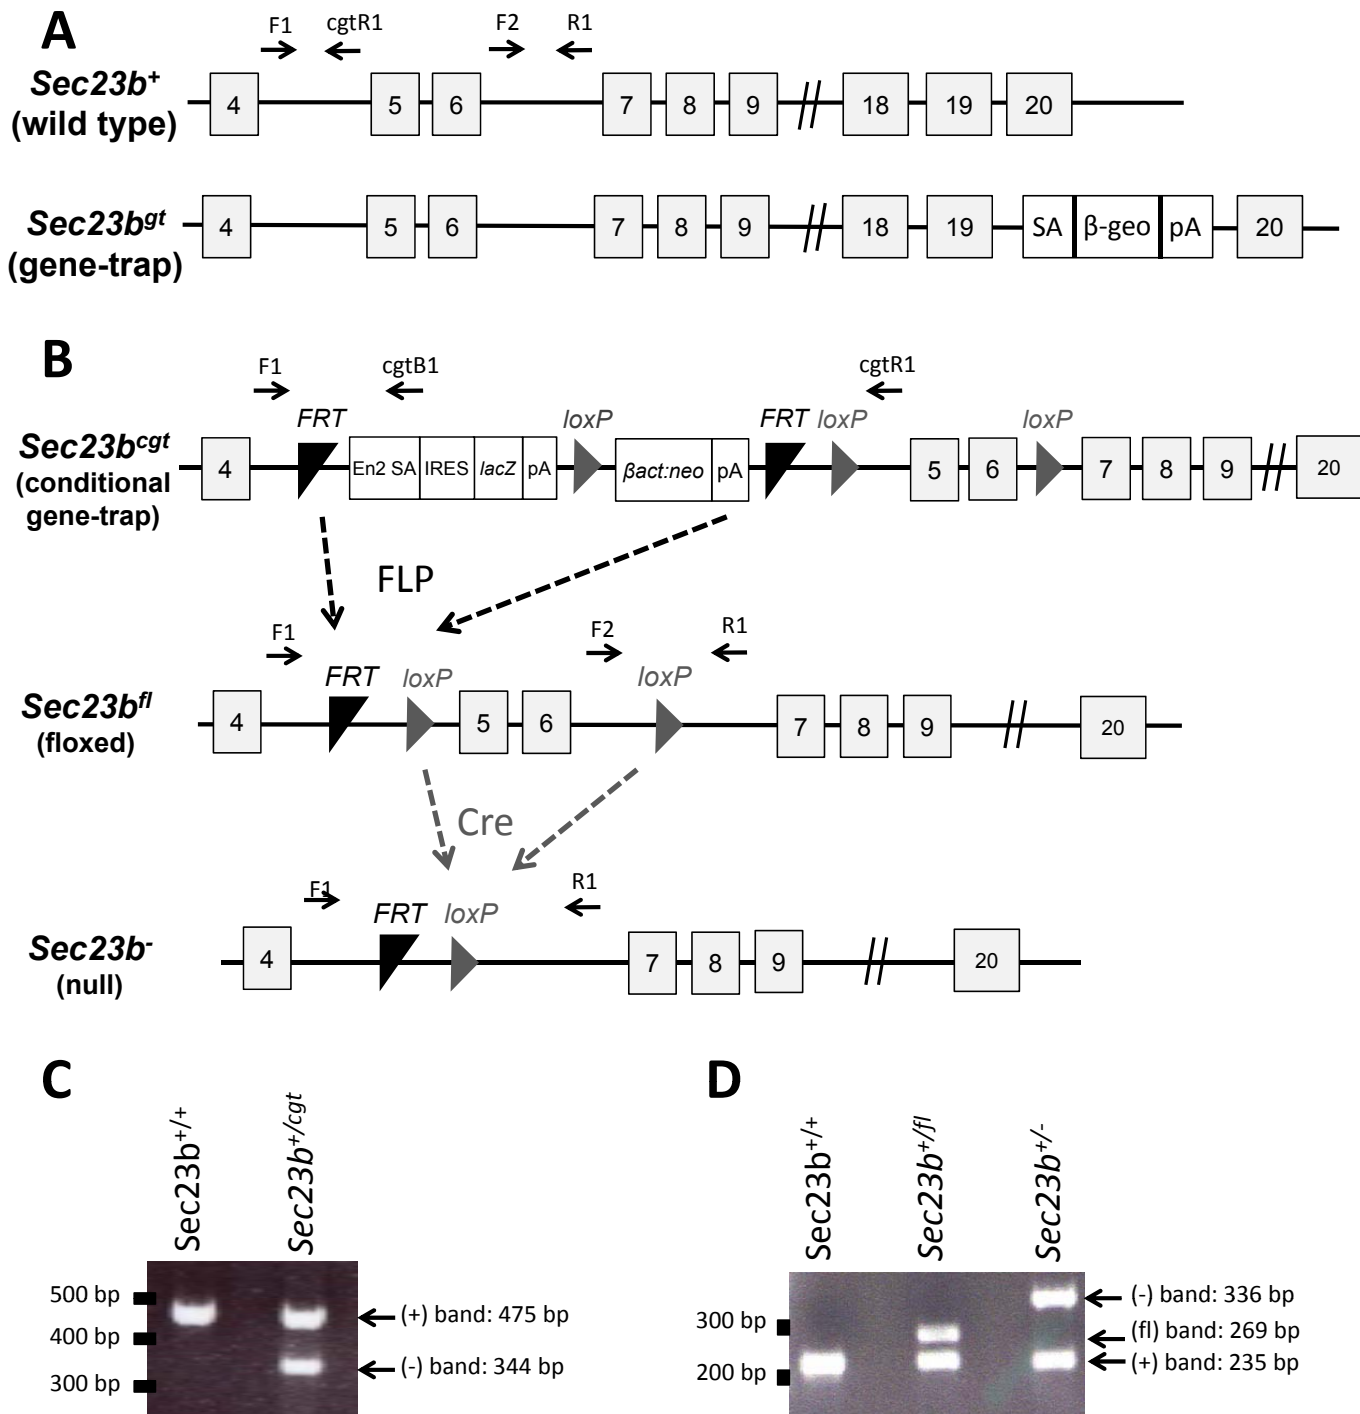 A
F1 cgtR1 F2 R1
Sec23b+
(wild type)
4 5 6 7 8 9 18 19 20
Sec23bgt
(gene-trap)
4 5 6 7 8 9 18 19 SA β-geo pA 20
B
F1 cgtB1 cgtR1
FRT loxP FRT loxP loxP
Sec23bcgt
(conditional
gene-trap)
4 En2 SA IRES lacZ pA βact:neo pA 5 6 7 8 9 20
FLP
F1 F2 R1
FRT loxP loxP
Sec23bfl
(floxed)
4 5 6 7 8 9 20
Cre
F1 R1
FRT loxP
Sec23b-
(null)
4 7 8 9 20
C
Sec23b+/+
Sec23b+/cgt
500 bp
400 bp
300 bp
(+) band: 475 bp
(-) band: 344 bp
D
Sec23b+/+
Sec23b+/fl
Sec23b+/-
300 bp
200 bp
(-) band: 336 bp
(fl) band: 269 bp
(+) band: 235 bp